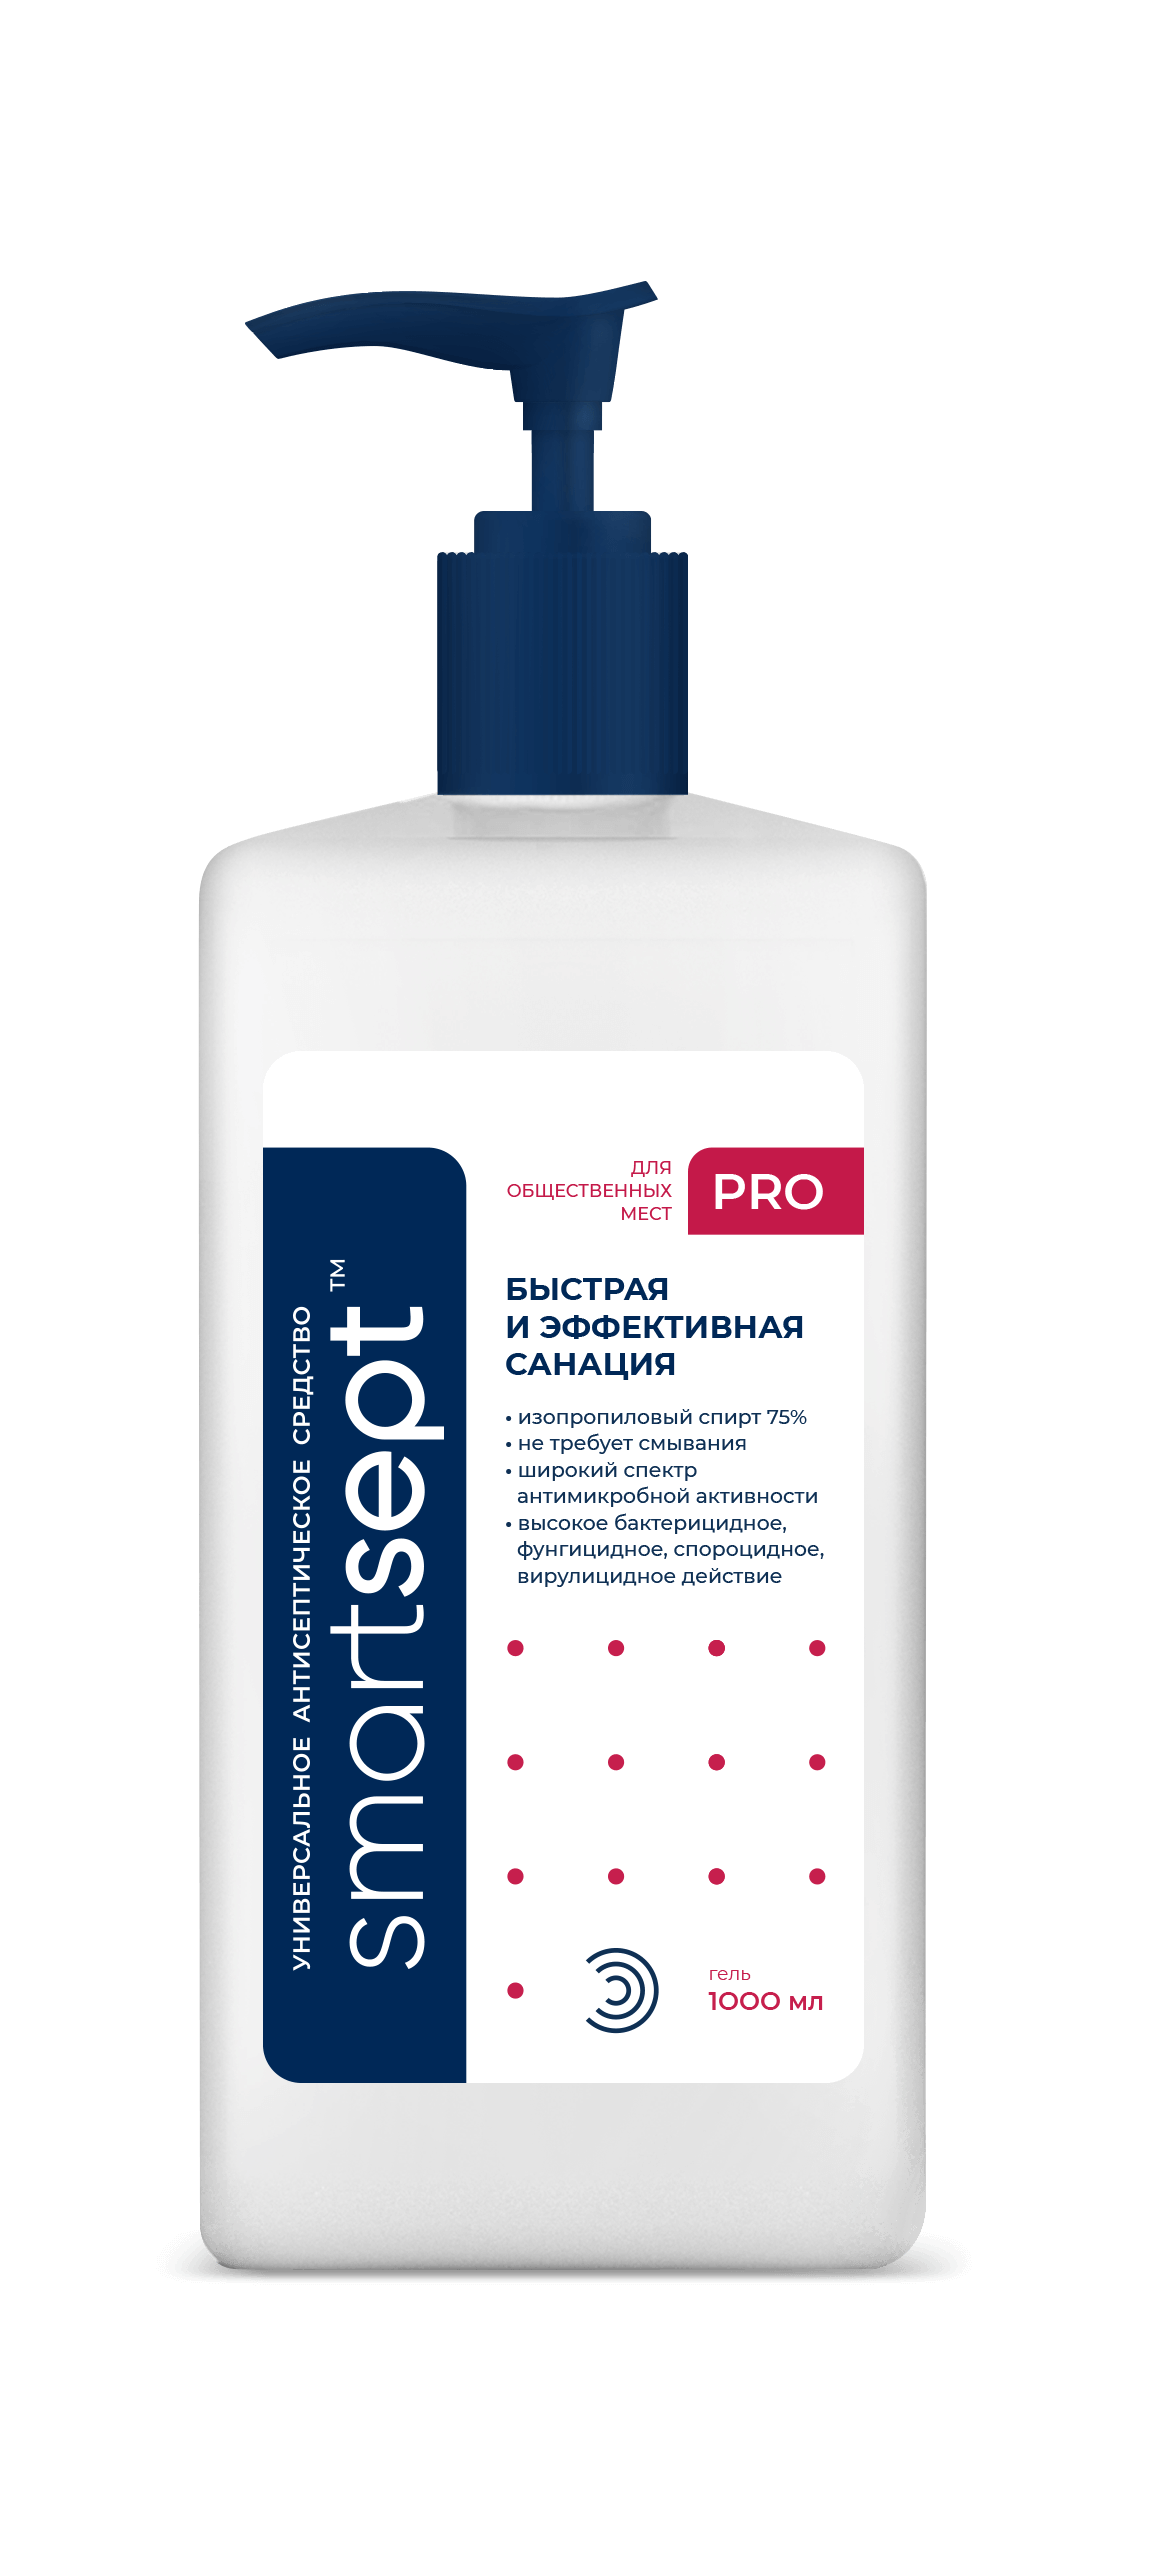 УНИВЕРСАЛЬНОЕ АНТИСЕПТИЧЕСКОЕ СРЕДСТВО
smartsept™
ДЛЯ
ОБЩЕСТВЕННЫХ
МЕСТ
PRO
БЫСТРАЯ
И ЭФФЕКТИВНАЯ
САНАЦИЯ
• изопропиловый спирт 75%
• не требует смывания
• широкий спектр
антимикробной активности
• высокое бактерицидное,
фунгицидное, спороцидное,
вирулицидное действие
гель
1000 мл